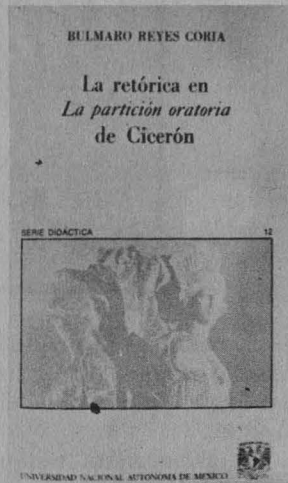 BULMARO REYES CORIA
La retórica en
La partición oratoria
de Cicerón
SERIE DIDÁCTICA 12
UNIVERSIDAD NACIONAL AUTÓNOMA DE MÉXICO